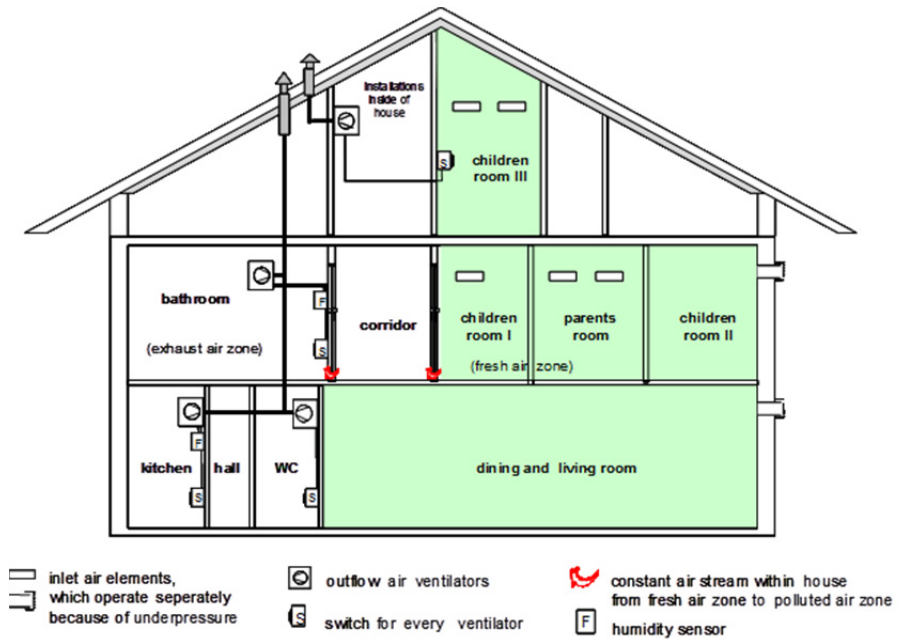 Installations
Inside of
house
S
children
room III
bathroom
(exhaust air zone)
F
S
corridor
children
room I
(fresh air zone)
parents
room
children
room II
kitchen
F
S
hall
WC
S
dining and living room
inlet air elements,
which operate seperately
because of underpressure
outflow air ventilators
S
switch for every ventilator
constant air stream within house
from fresh air zone to polluted air zone
F
humidity sensor